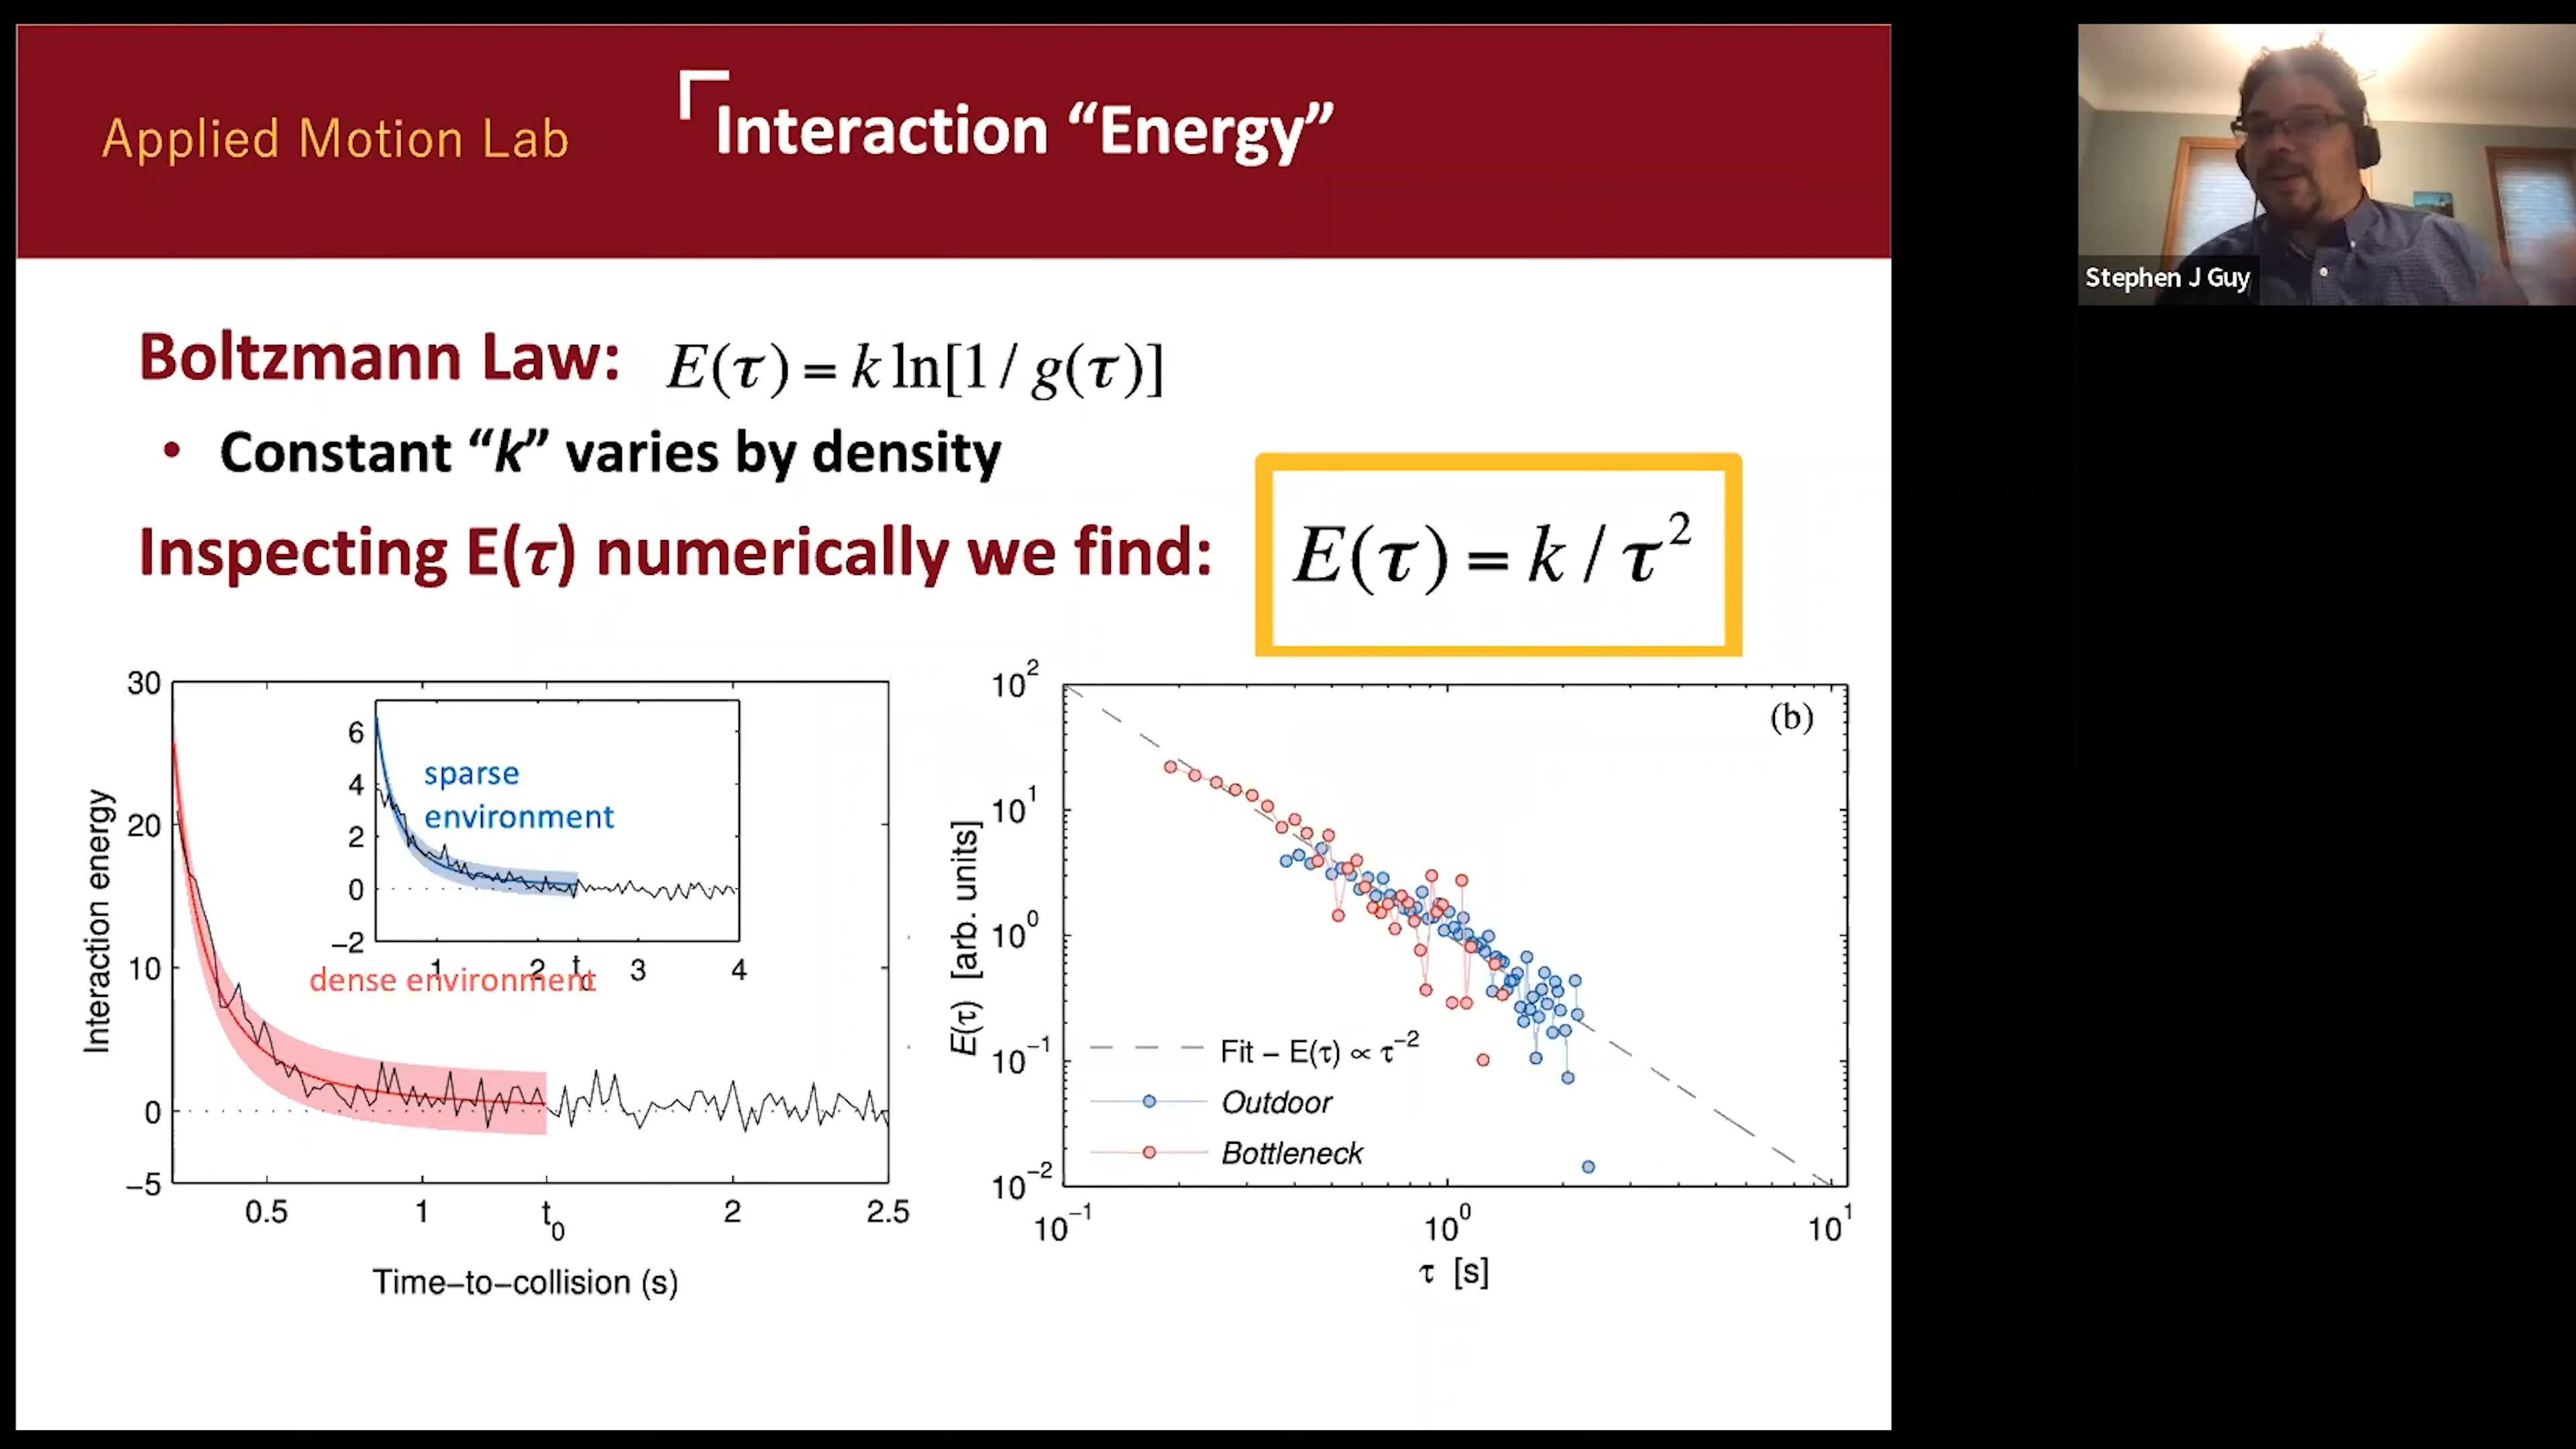 Applied Motion Lab
Interaction “Energy”
Stephen J Guy
Boltzmann Law: E(τ) = k ln[1 / g(τ)]
• Constant “k” varies by density
Inspecting E(τ) numerically we find: E(τ) = k / τ²
30
20
10
0
−5
Interaction energy
6
4
2
0
−2
sparse
environment
1
2
t₀
3
4
dense environment
0.5
1
t₀
2
2.5
Time−to−collision (s)
10²
10¹
10⁰
10⁻¹
10⁻²
E(τ) [arb. units]
(b)
Fit − E(τ) ∝ τ⁻²
Outdoor
Bottleneck
10⁻¹
10⁰
10¹
τ [s]